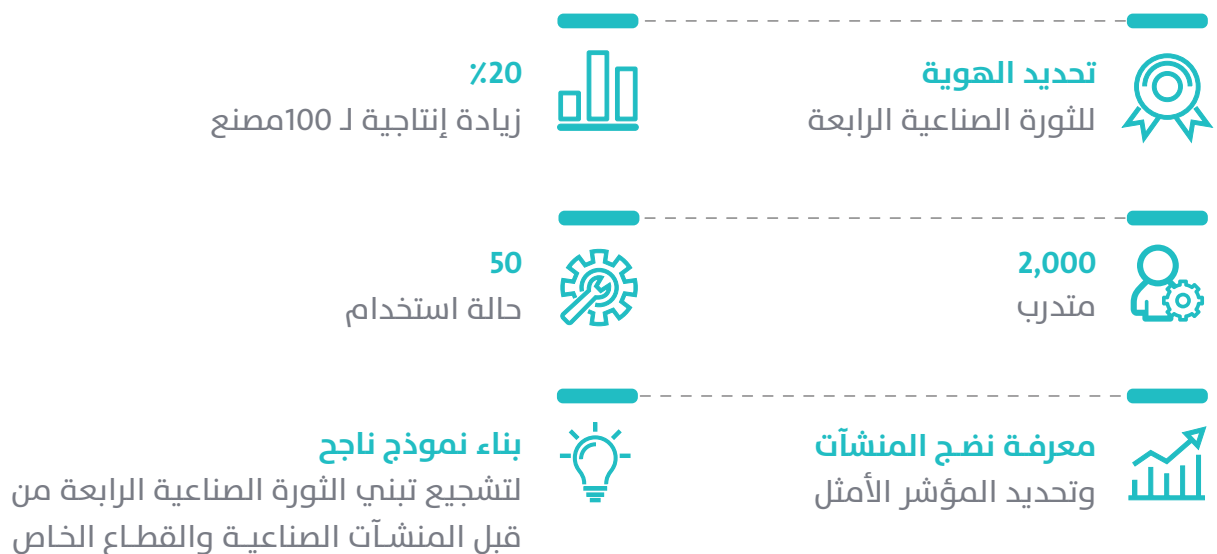 تحديد الهوية
للثورة الصناعية الرابعة
٪20
زيادة إنتاجية لـ 100مصنع
2,000
متدرب
50
حالة استخدام
معرفة نضج المنشآت
وتحديد المؤشر الأمثل
بناء نموذج ناجح
لتشجيع تبني الثورة الصناعية الرابعة من
قبل المنشآت الصناعية والقطاع الخاص